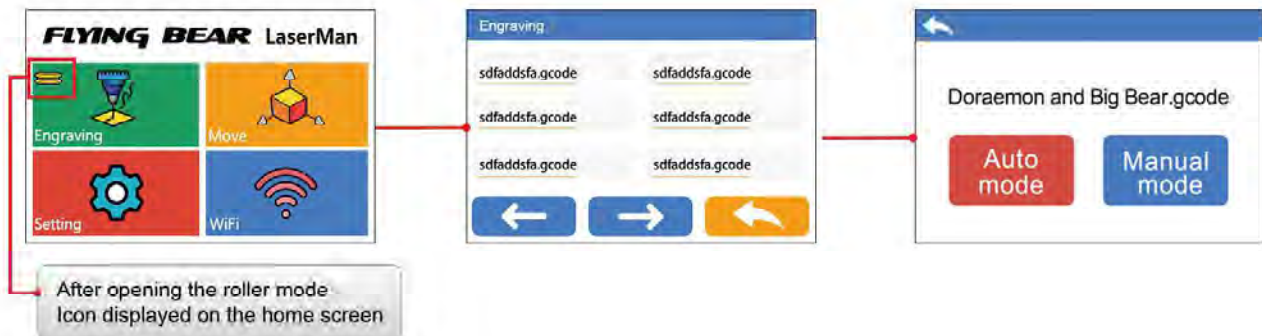 FLYING BEAR LaserMan
Engraving
Move
Setting
WiFi
After opening the roller mode
Icon displayed on the home screen
Engraving
sdfaddsfa.gcode sdfaddsfa.gcode
sdfaddsfa.gcode sdfaddsfa.gcode
sdfaddsfa.gcode sdfaddsfa.gcode
Doraemon and Big Bear.gcode
Auto
mode
Manual
mode